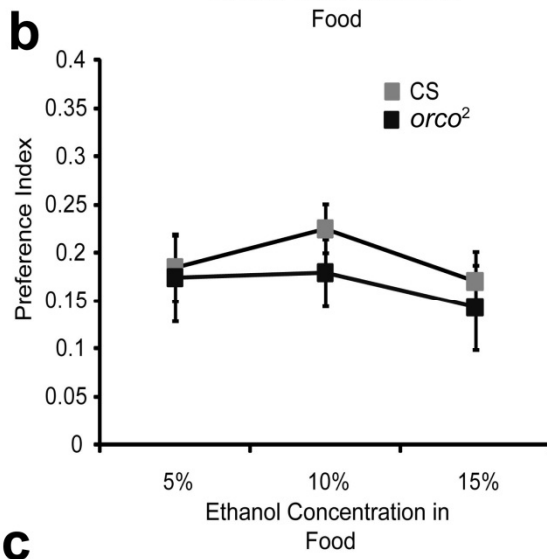 b
Food
0.4
0.35
0.3
0.25
0.2
0.15
0.1
0.05
0
Preference Index
CS
orco²
5% 10% 15%
Ethanol Concentration in
Food
c